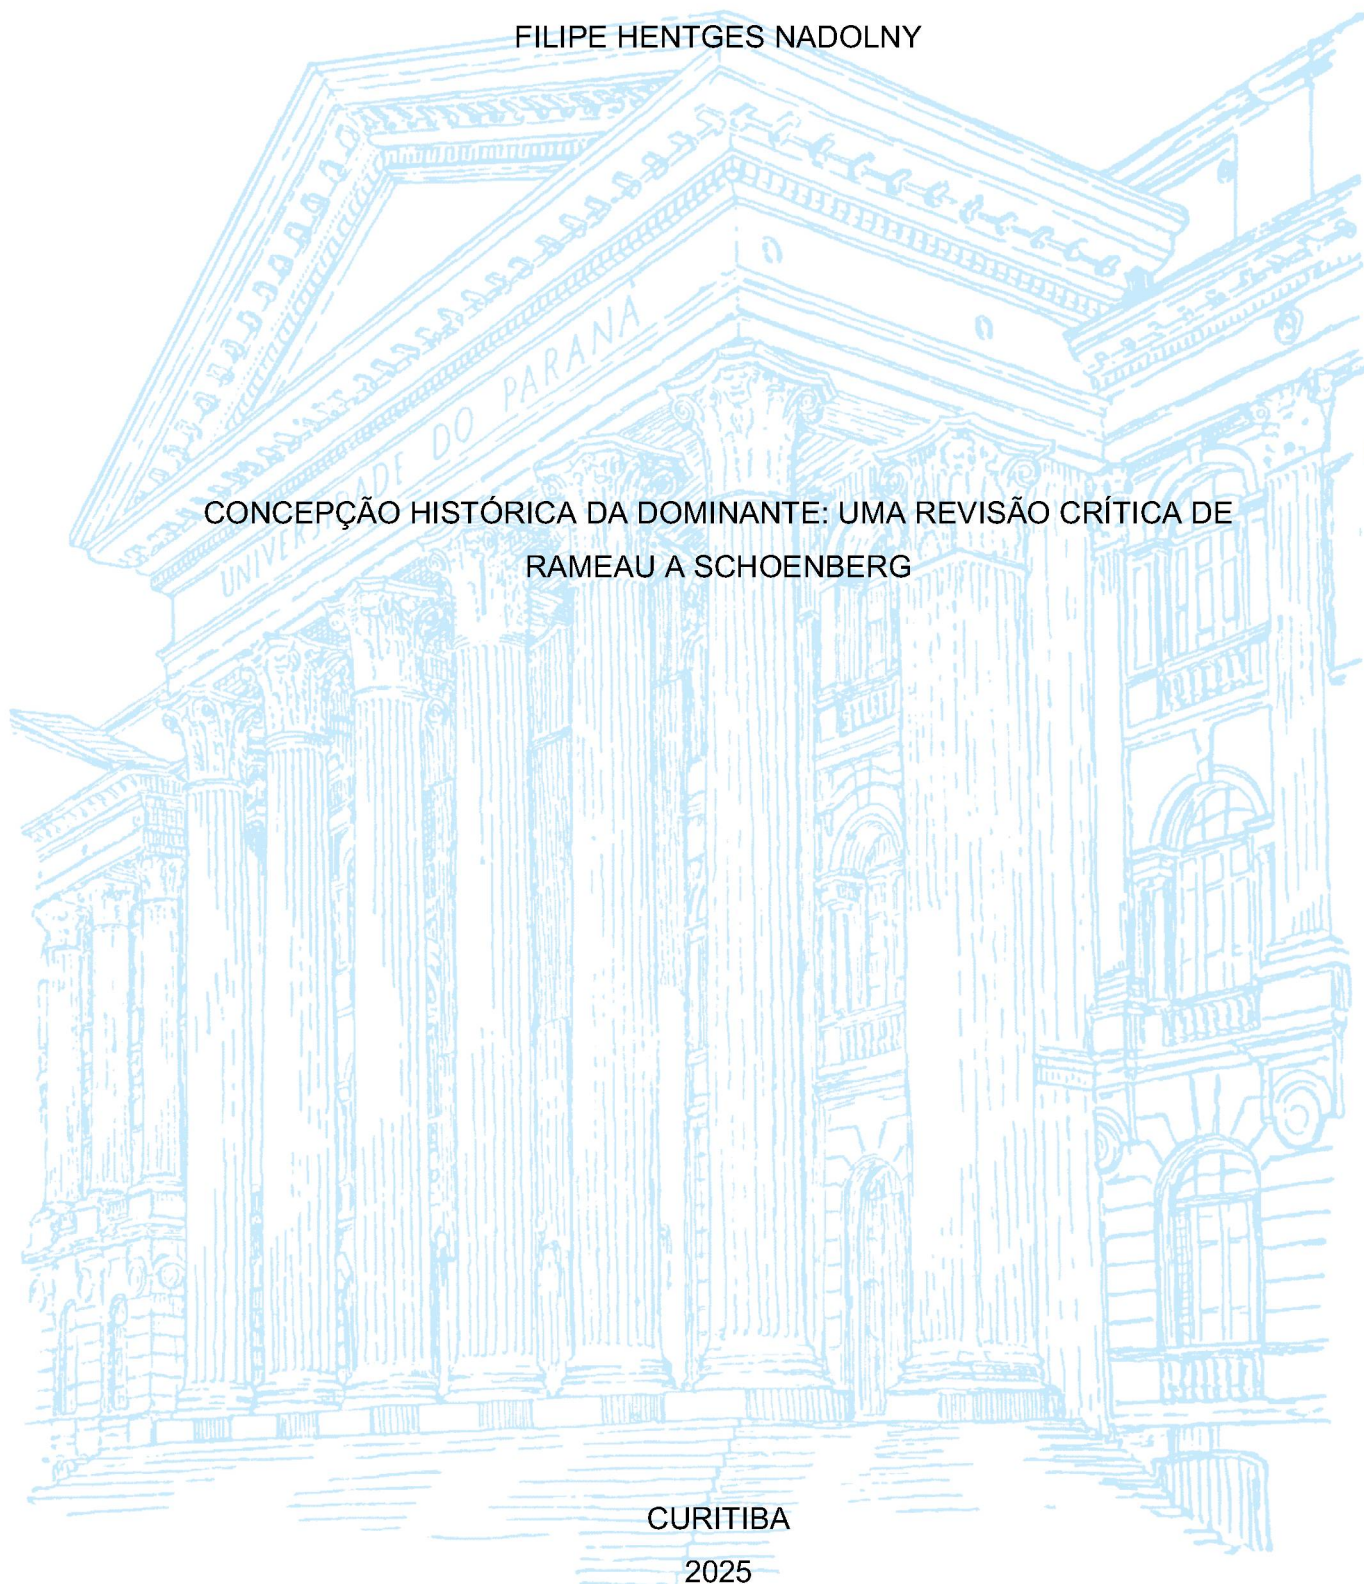 FILIPE HENTGES NADOLNY
UNIVERSIDADE DO PARANÁ
CONCEPÇÃO HISTÓRICA DA DOMINANTE: UMA REVISÃO CRÍTICA DE
RAMEAU A SCHOENBERG
CURITIBA
2025